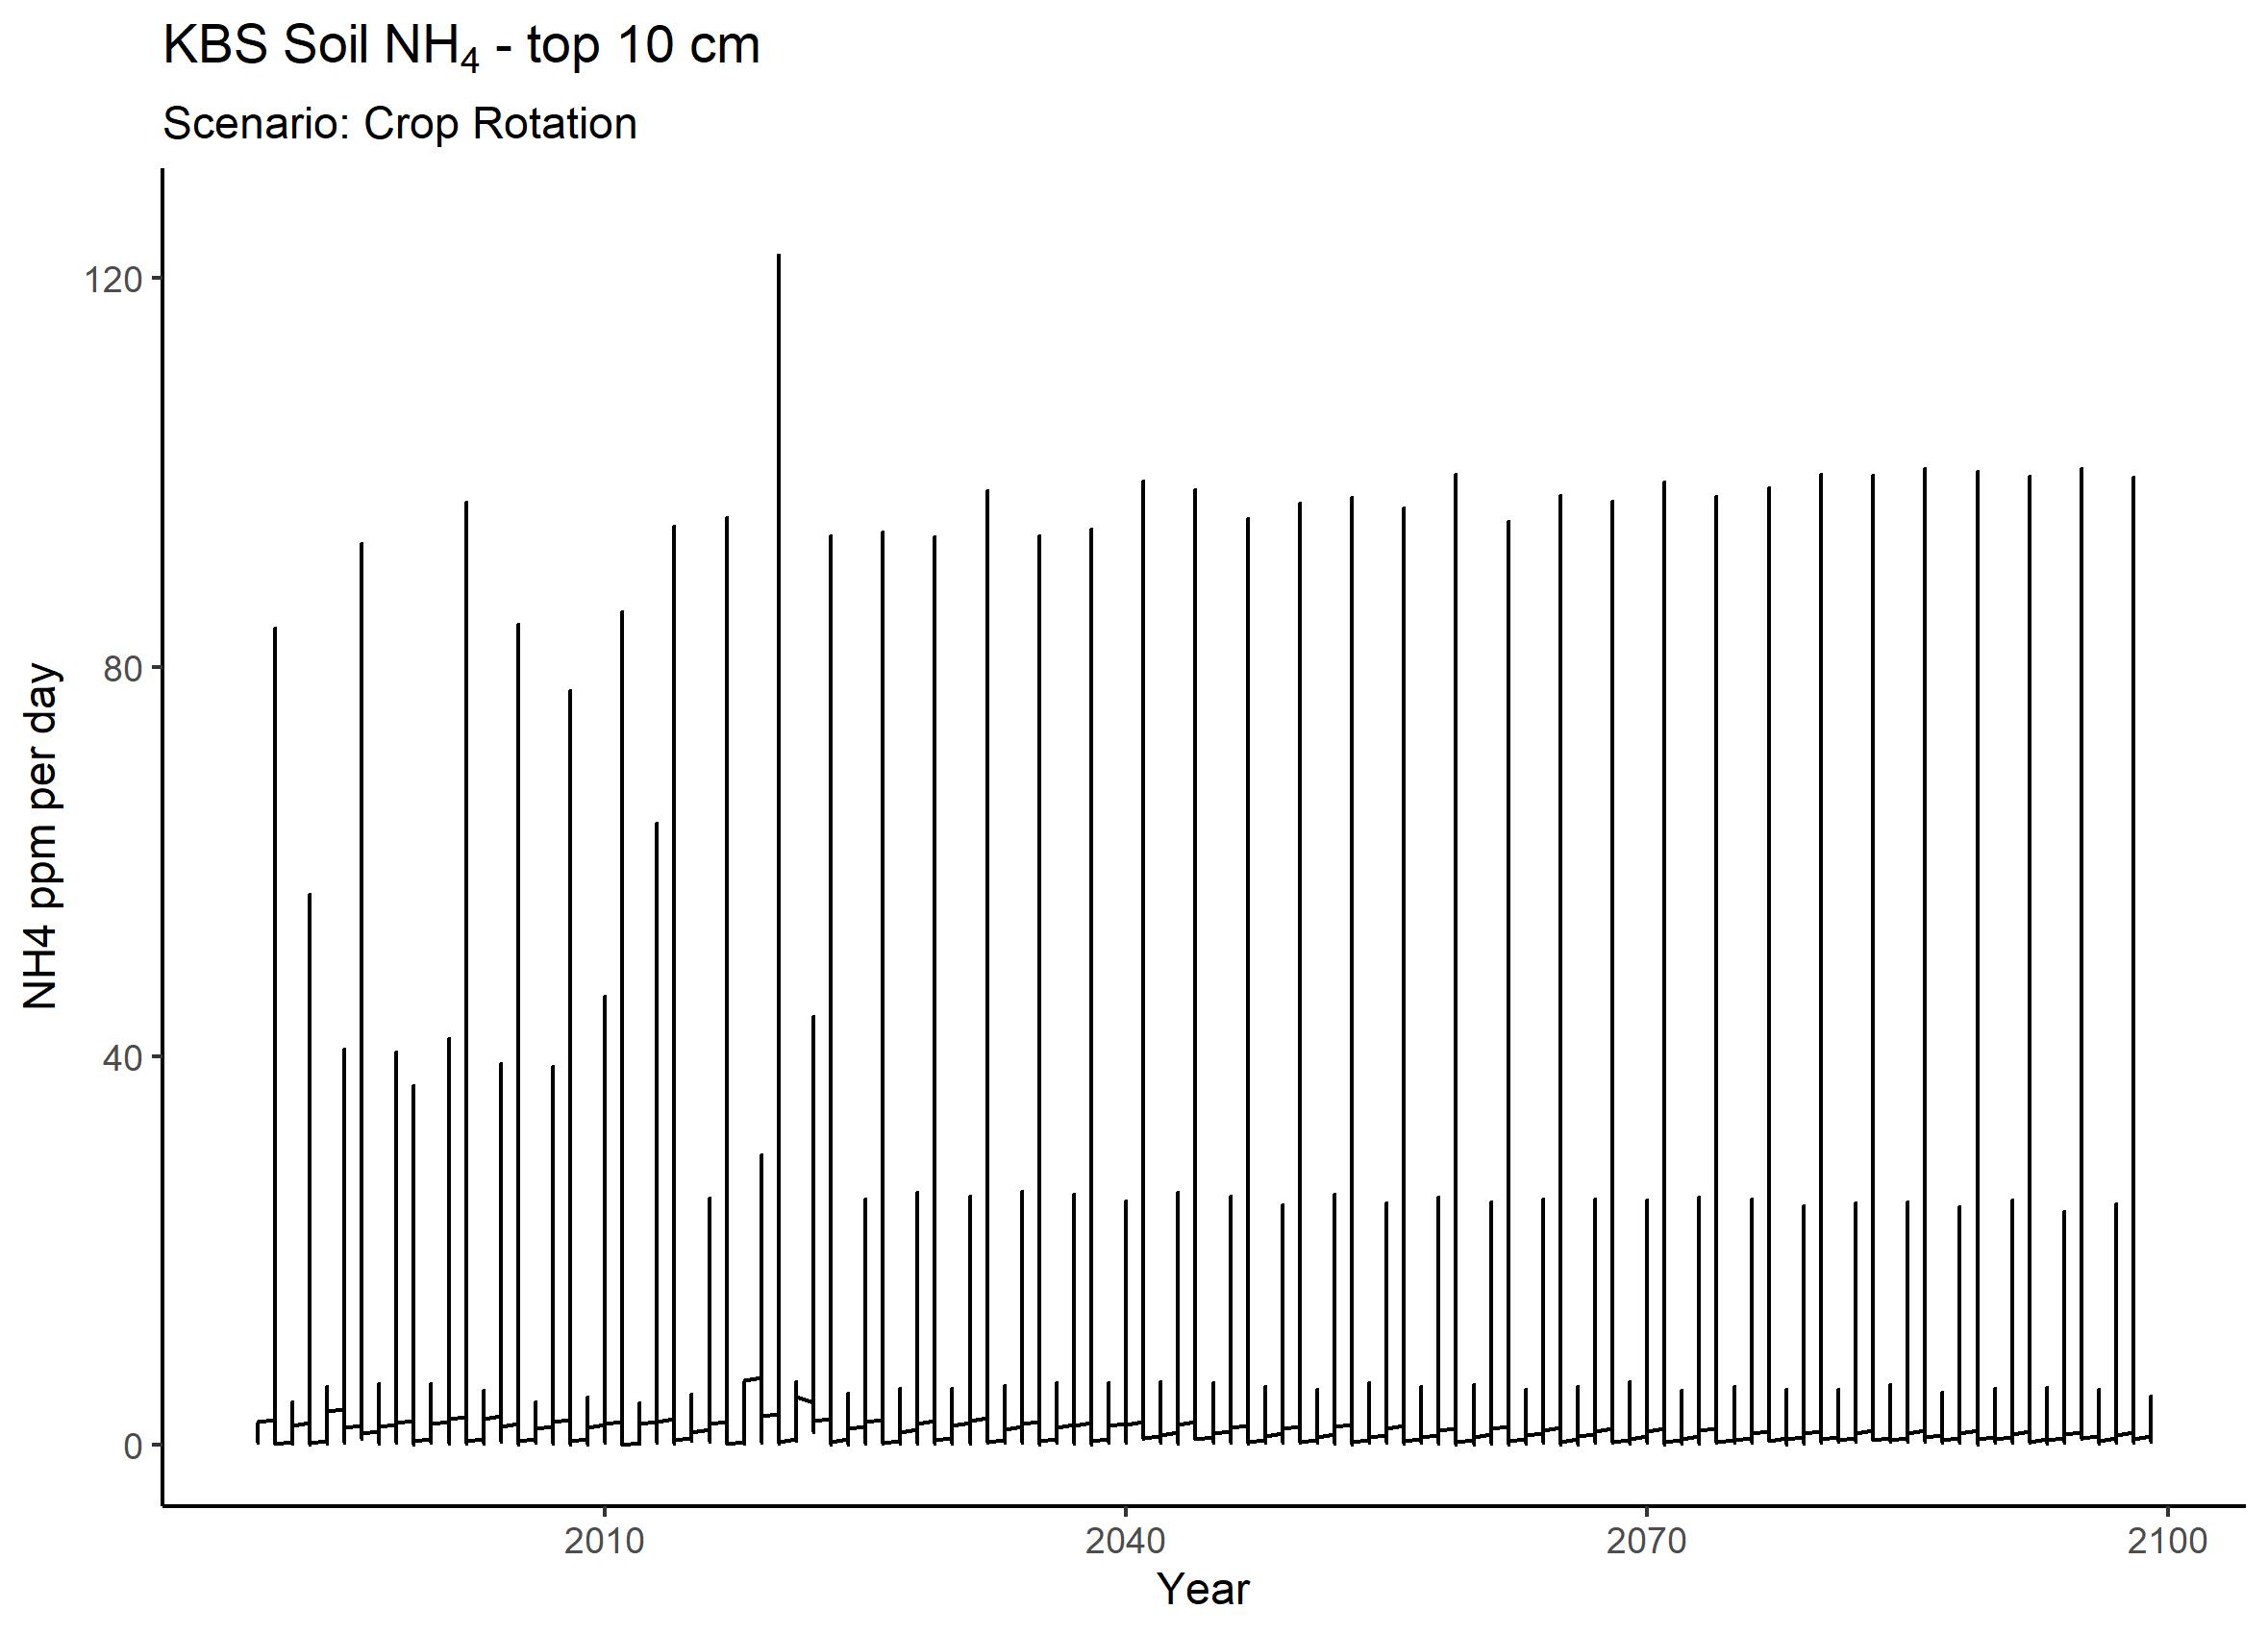 KBS Soil NH₄ - top 10 cm
Scenario: Crop Rotation
NH4 ppm per day
120
80
40
0
2010 2040 2070 2100
Year